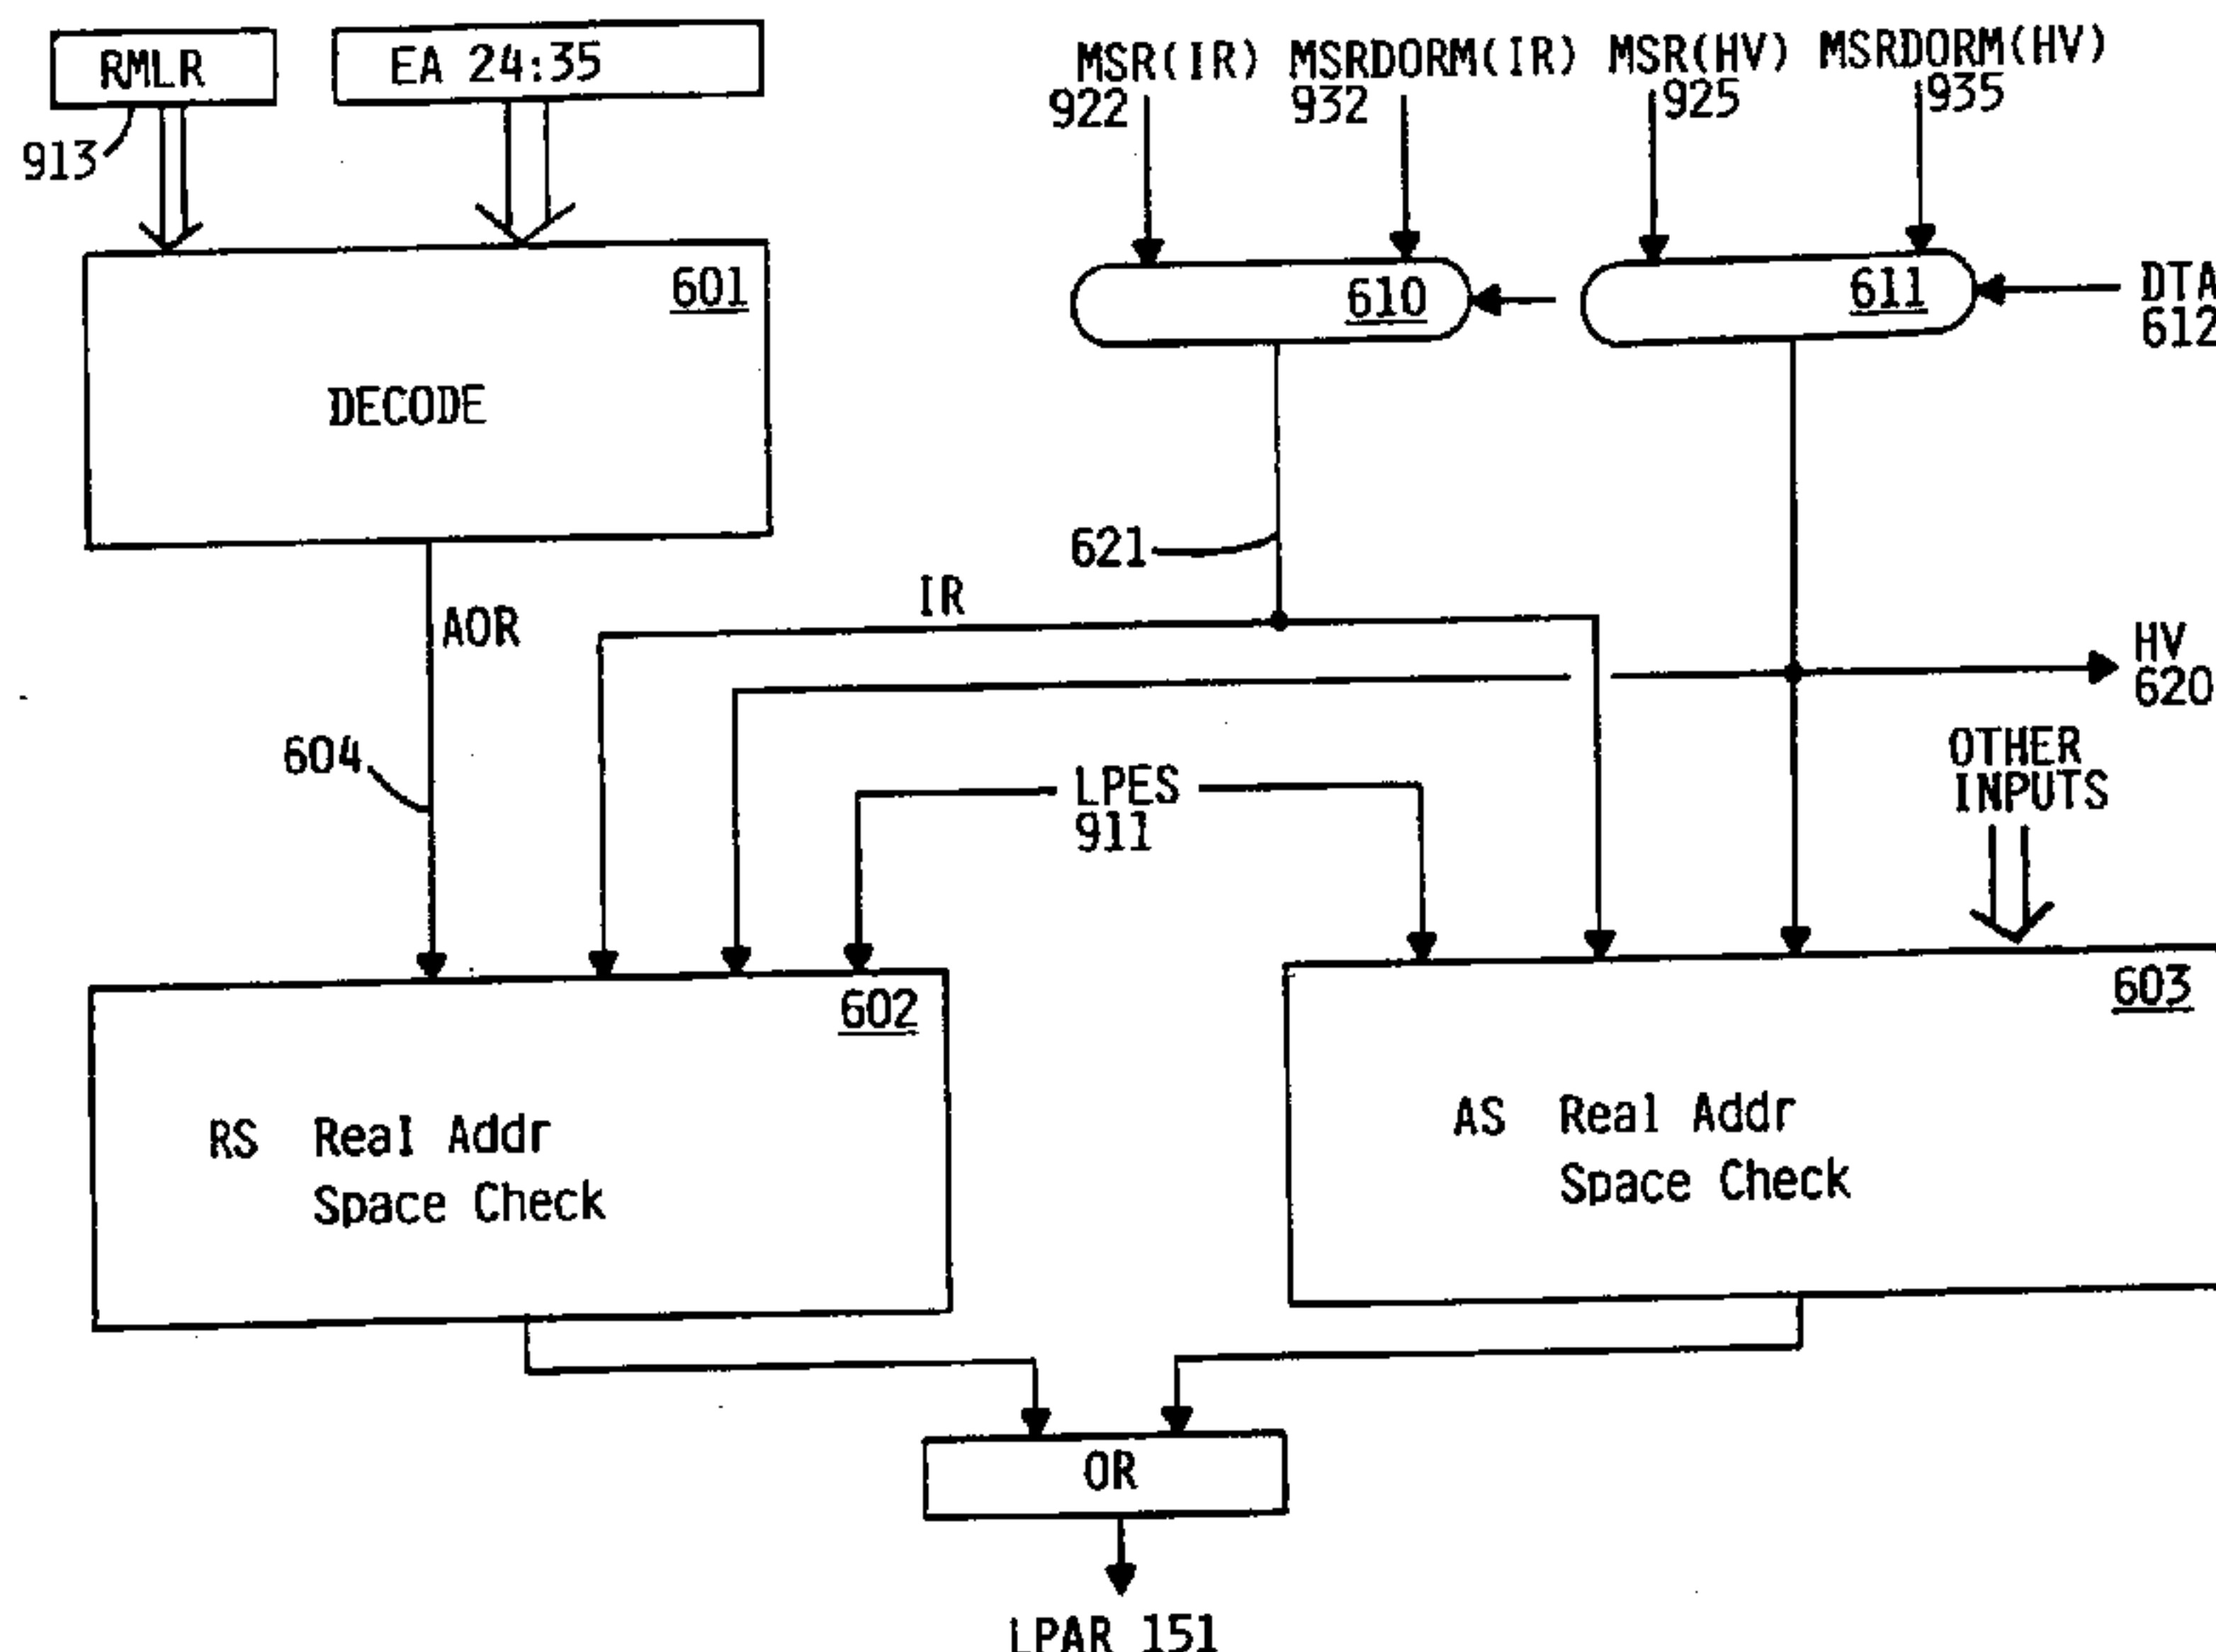 RMLR
EA 24:35
MSR(IR) MSRDORM(IR) MSR(HV) MSRDORM(HV)
922 932 925 935
913
601
610
611
DTA
612
DECODE
621
IR
AOR
HV
620
604
LPES
911
OTHER
INPUTS
602
603
RS Real Addr
Space Check
AS Real Addr
Space Check
OR
LPAR 151